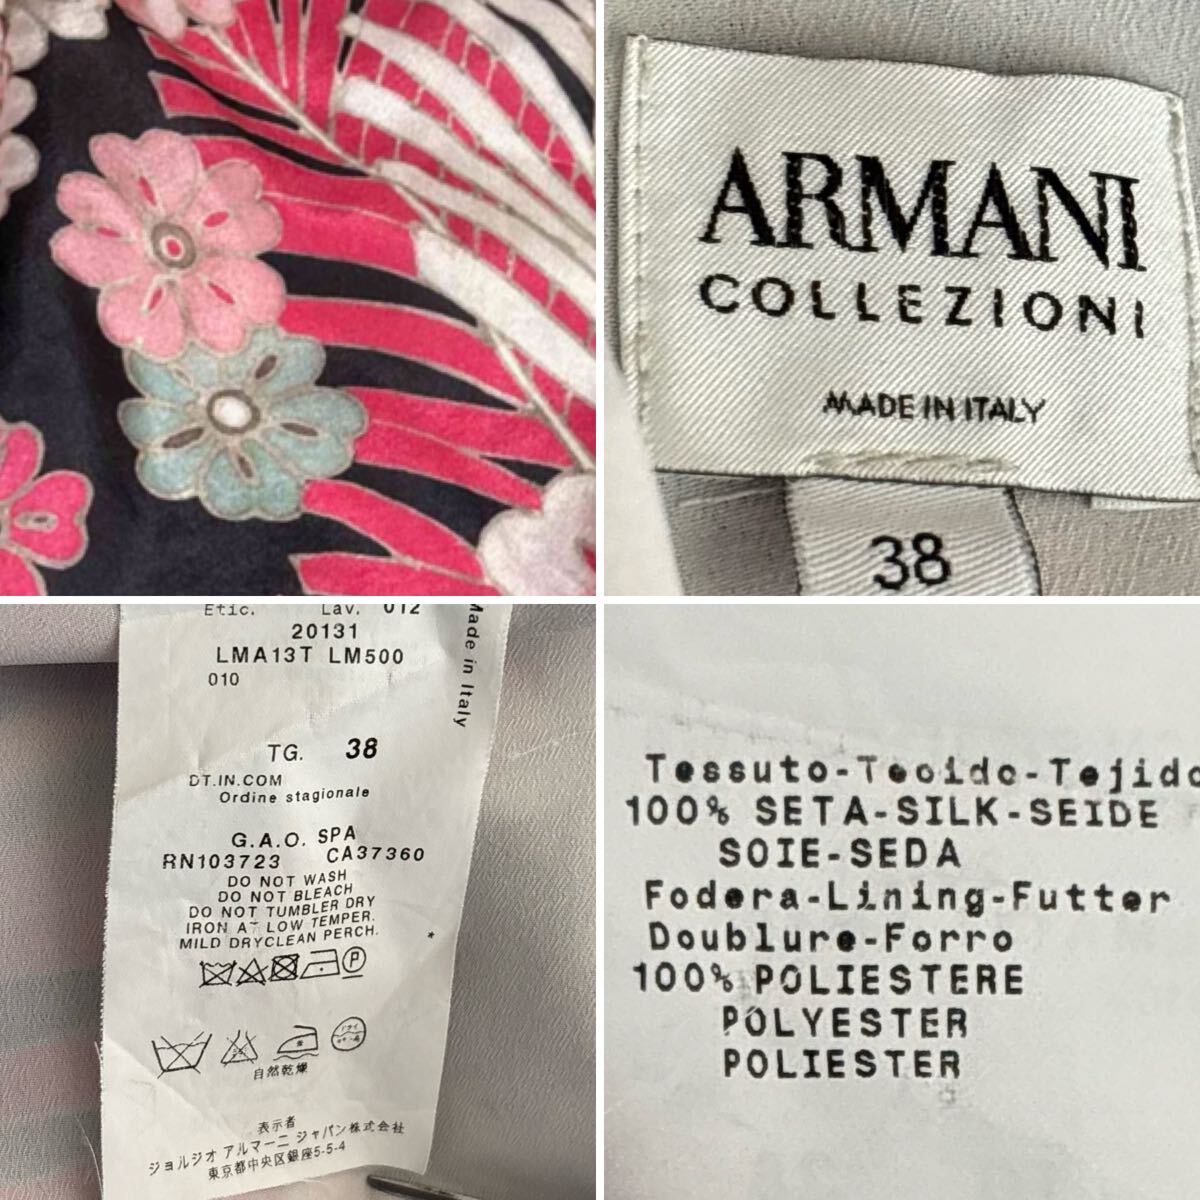 ARMANI
COLLEZIONI
MADE IN ITALY
38
Etic. Lav. 012
20131
LMA13T LM500
010
Made in Italy
TG. 38
DT.IN.COM
Ordine stagionale
G.A.O. SPA
RN103723 CA37360
DO NOT WASH
DO NOT BLEACH
DO NOT TUMBLER DRY
IRON AT LOW TEMPER.
MILD DRYCLEAN PERCH.
*
P
自然乾燥
表示者
ジョルジオ アルマーニ ジャパン株式会社
東京都中央区銀座5-5-4
Tessuto-Tecido-Tejido
100% SETA-SILK-SEIDE
SOIE-SEDA
Fodera-Lining-Futter
Doublure-Forro
100% POLIESTERE
POLYESTER
POLIESTER